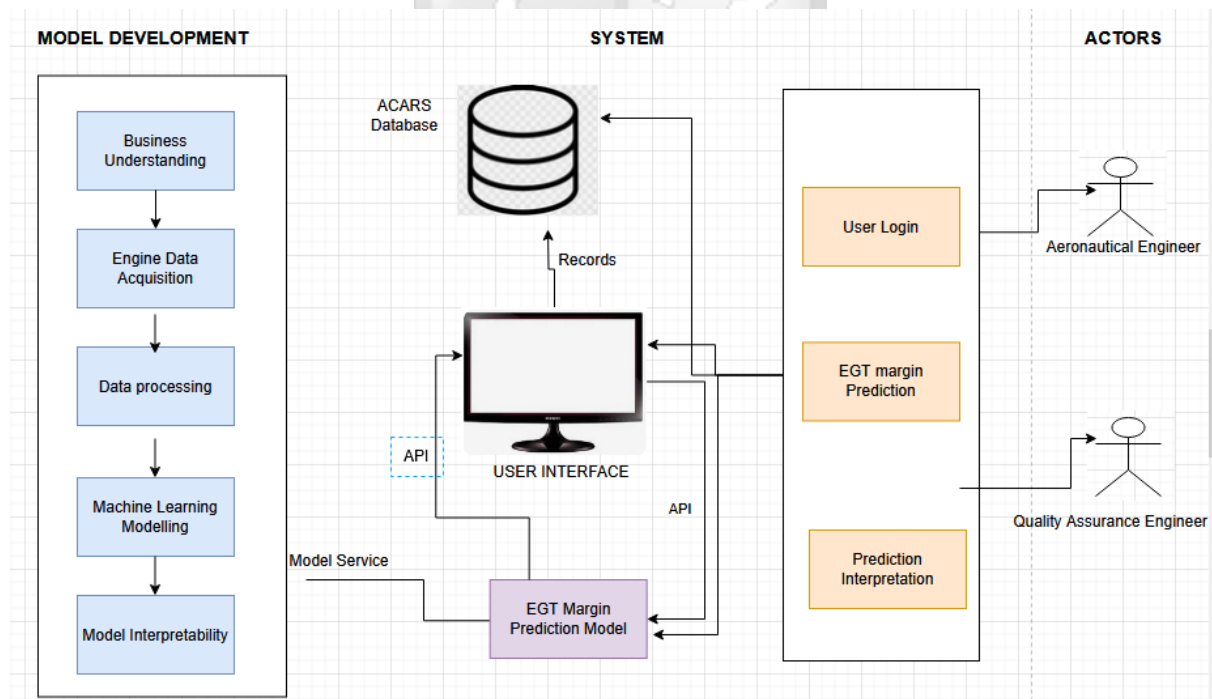 MODEL DEVELOPMENT
SYSTEM
ACTORS
Business
Understanding
Engine Data
Acquisition
Data processing
Machine Learning
Modelling
Model Interpretability
ACARS
Database
Records
USER INTERFACE
API
API
Model Service
EGT Margin
Prediction Model
User Login
EGT margin
Prediction
Prediction
Interpretation
Aeronautical Engineer
Quality Assurance Engineer